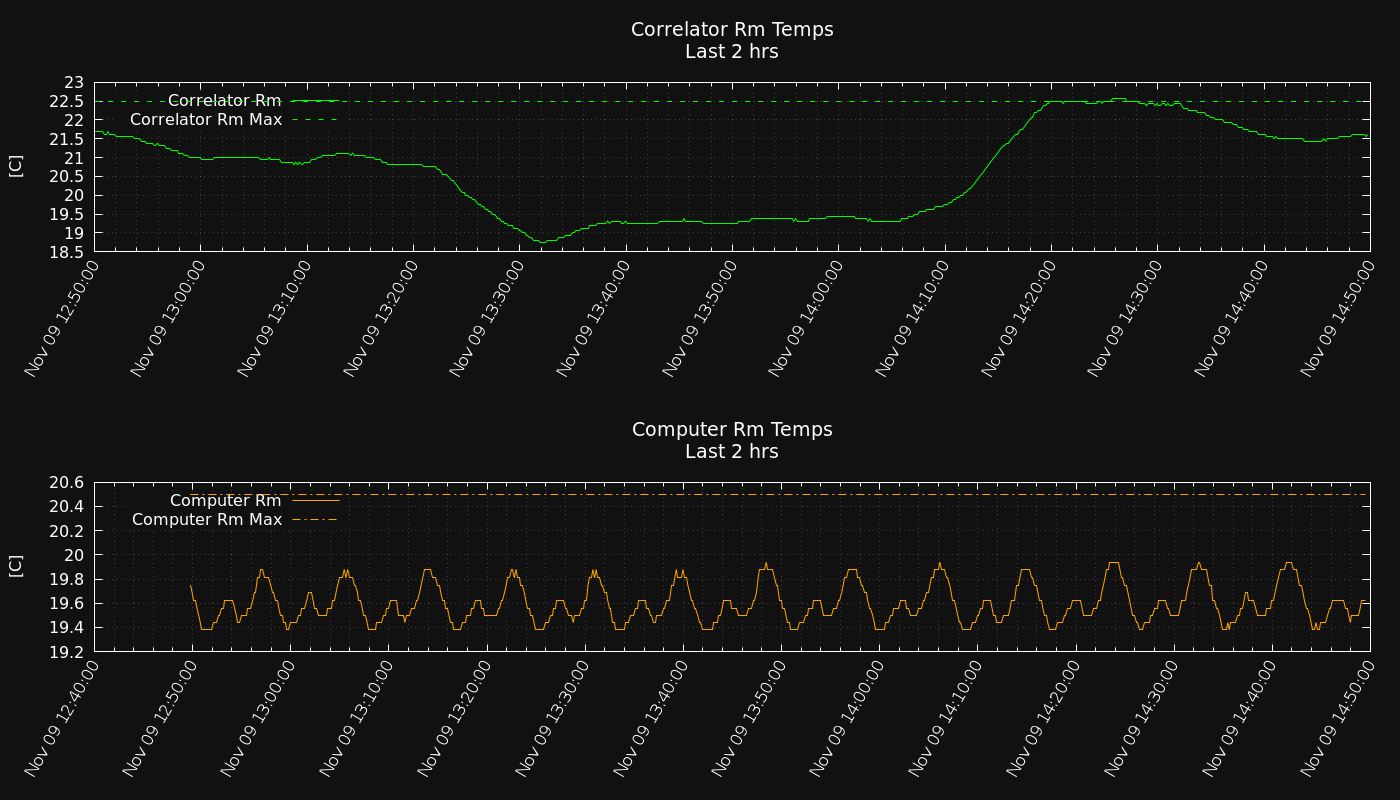 Correlator Rm Temps
Last 2 hrs
[C]
23
22.5
22
21.5
21
20.5
20
19.5
19
18.5
Correlator Rm
Correlator Rm Max
Nov 09 12:50:00
Nov 09 13:00:00
Nov 09 13:10:00
Nov 09 13:20:00
Nov 09 13:30:00
Nov 09 13:40:00
Nov 09 13:50:00
Nov 09 14:00:00
Nov 09 14:10:00
Nov 09 14:20:00
Nov 09 14:30:00
Nov 09 14:40:00
Nov 09 14:50:00
Computer Rm Temps
Last 2 hrs
[C]
20.6
20.4
20.2
20
19.8
19.6
19.4
19.2
Computer Rm
Computer Rm Max
Nov 09 12:40:00
Nov 09 12:50:00
Nov 09 13:00:00
Nov 09 13:10:00
Nov 09 13:20:00
Nov 09 13:30:00
Nov 09 13:40:00
Nov 09 13:50:00
Nov 09 14:00:00
Nov 09 14:10:00
Nov 09 14:20:00
Nov 09 14:30:00
Nov 09 14:40:00
Nov 09 14:50:00